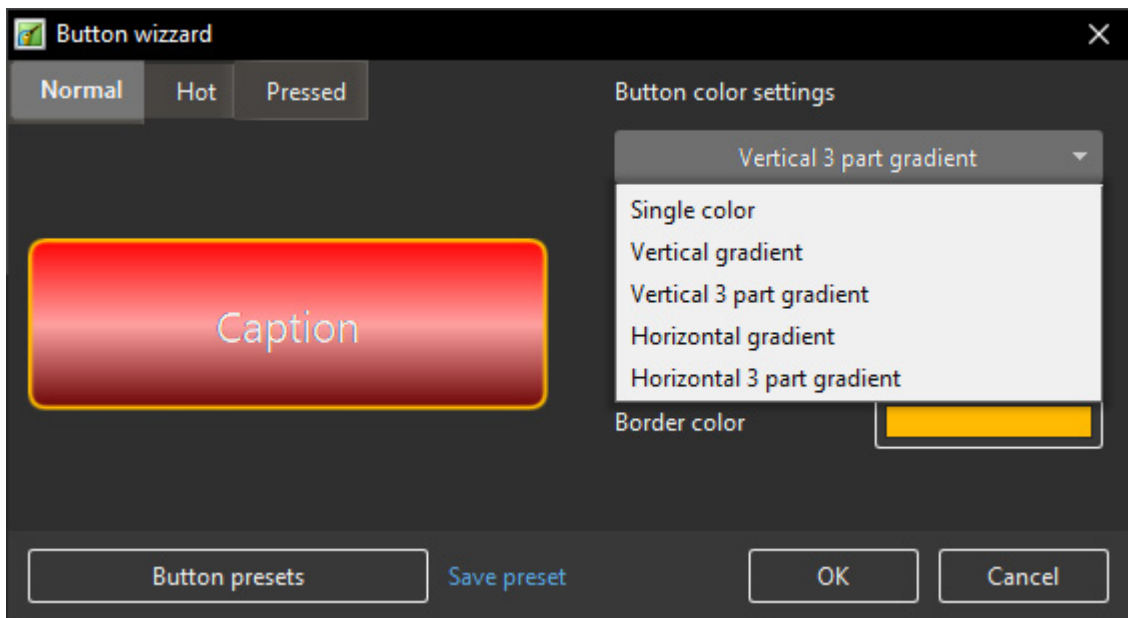 Button wizzard
Normal Hot Pressed
Button color settings
Vertical 3 part gradient
Single color
Vertical gradient
Vertical 3 part gradient
Horizontal gradient
Horizontal 3 part gradient
Caption
Border color
Button presets Save preset OK Cancel